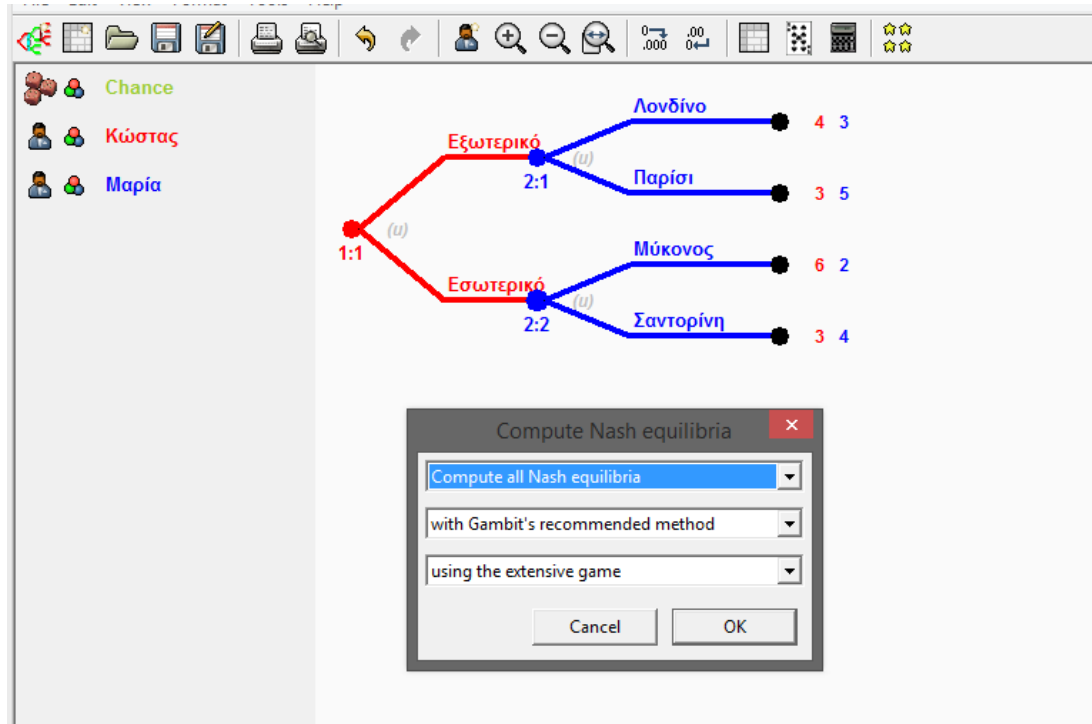 Chance
Κώστας
Μαρία
Λονδίνο
4 3
Εξωτερικό
(u)
2:1
Παρίσι
3 5
(u)
1:1
Μύκονος
6 2
Εσωτερικό
(u)
2:2
Σαντορίνη
3 4
Compute Nash equilibria
Compute all Nash equilibria
with Gambit's recommended method
using the extensive game
Cancel OK